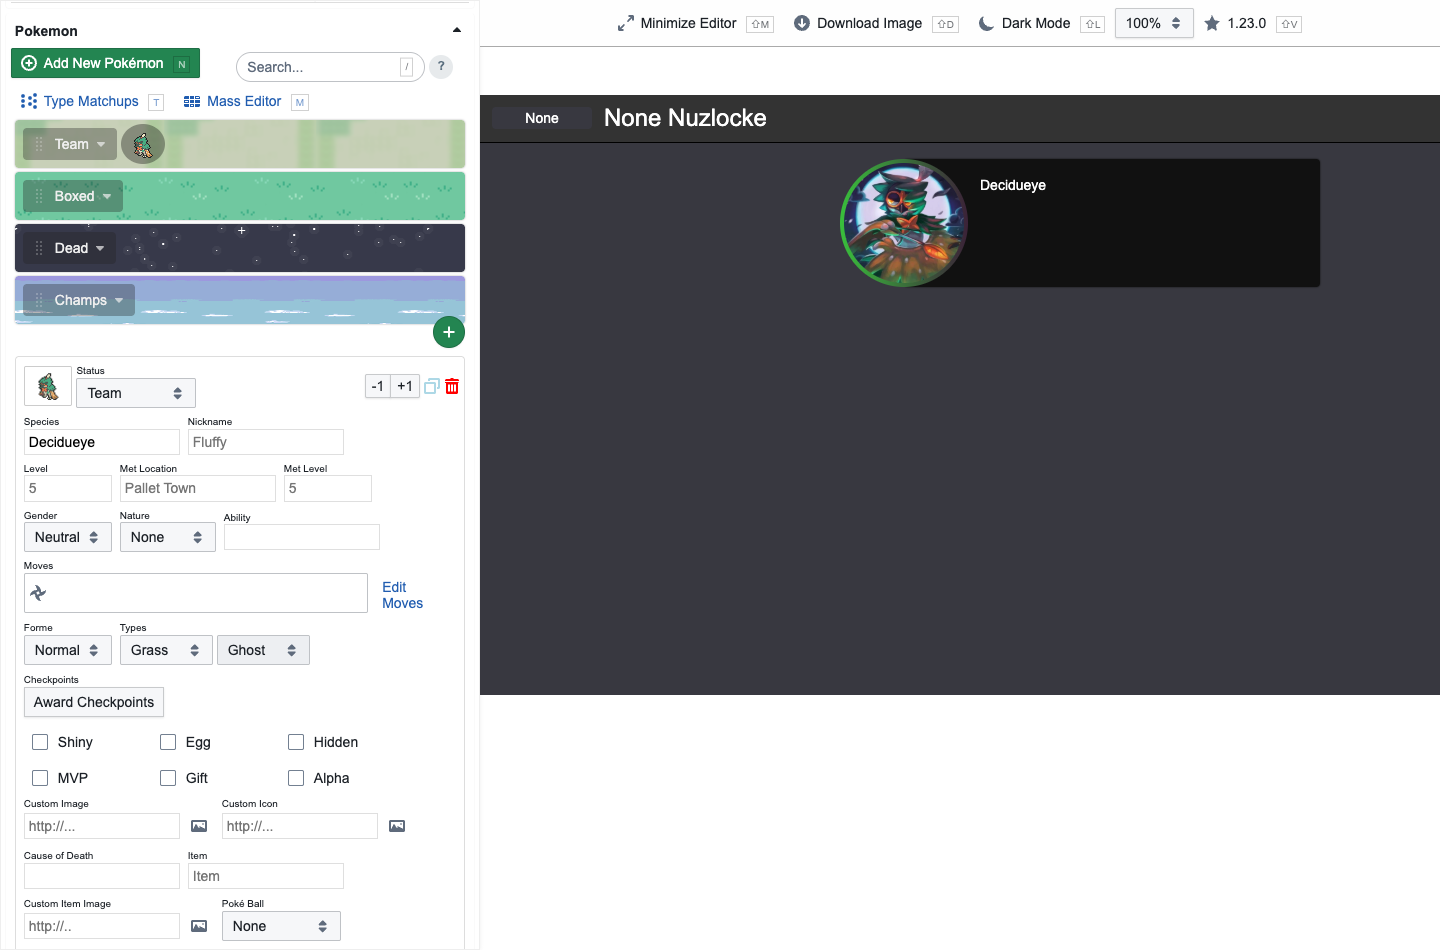 Pokemon
Add New Pokémon N
Search... / ?
Type Matchups T Mass Editor M
Team
Boxed
Dead
Champs
Status
Team
-1 +1
Species Nickname
Decidueye Fluffy
Level Met Location Met Level
5 Pallet Town 5
Gender Nature Ability
Neutral None
Moves
Edit
Moves
Forme Types
Normal Grass Ghost
Checkpoints
Award Checkpoints
Shiny Egg Hidden
MVP Gift Alpha
Custom Image Custom Icon
http://... http://...
Cause of Death Item
Item
Custom Item Image Poké Ball
http://.. None
Minimize Editor ⇧M Download Image ⇧D Dark Mode ⇧L 100% 1.23.0 ⇧V
None None Nuzlocke
Decidueye